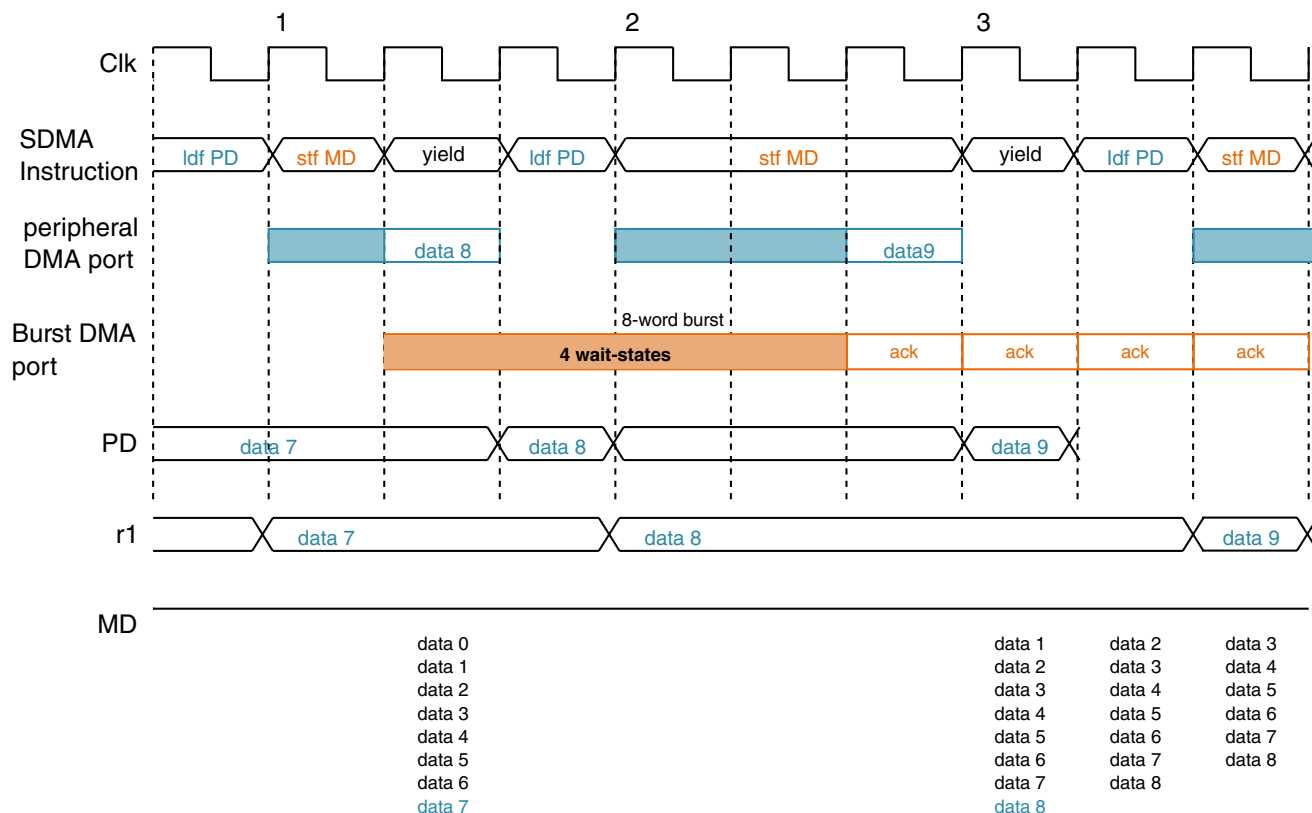 1 2 3
Clk
SDMA
Instruction
ldf PD stf MD yield ldf PD stf MD yield ldf PD stf MD
peripheral
DMA port
data 8 data9
8-word burst
Burst DMA
port
4 wait-states ack ack ack ack
PD
data 7 data 8 data 9
r1
data 7 data 8 data 9
MD
data 0 data 1 data 2 data 3
data 1 data 2 data 3 data 4
data 2 data 3 data 4 data 5
data 3 data 4 data 5 data 6
data 4 data 5 data 6 data 7
data 5 data 6 data 7 data 8
data 6 data 7 data 8
data 7 data 8